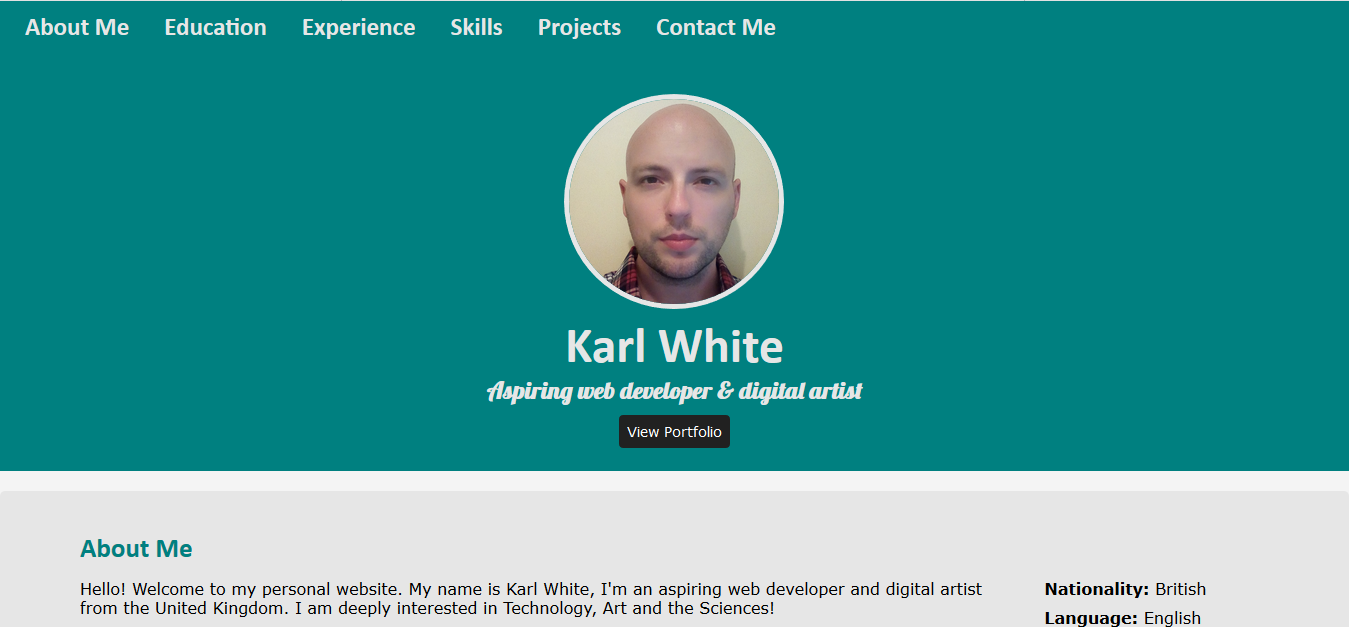 About Me Education Experience Skills Projects Contact Me
Karl White
Aspiring web developer & digital artist
View Portfolio
About Me
Hello! Welcome to my personal website. My name is Karl White, I'm an aspiring web developer and digital artist
from the United Kingdom. I am deeply interested in Technology, Art and the Sciences!
Nationality: British
Language: English